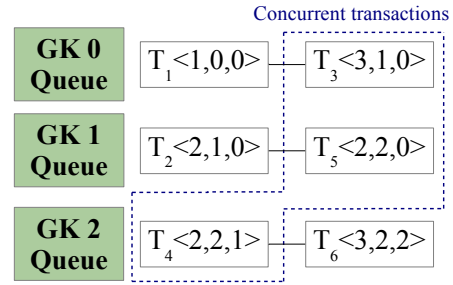 Concurrent transactions
GK 0
Queue
T1<1,0,0>
T3<3,1,0>
GK 1
Queue
T2<2,1,0>
T5<2,2,0>
GK 2
Queue
T4<2,2,1>
T6<3,2,2>